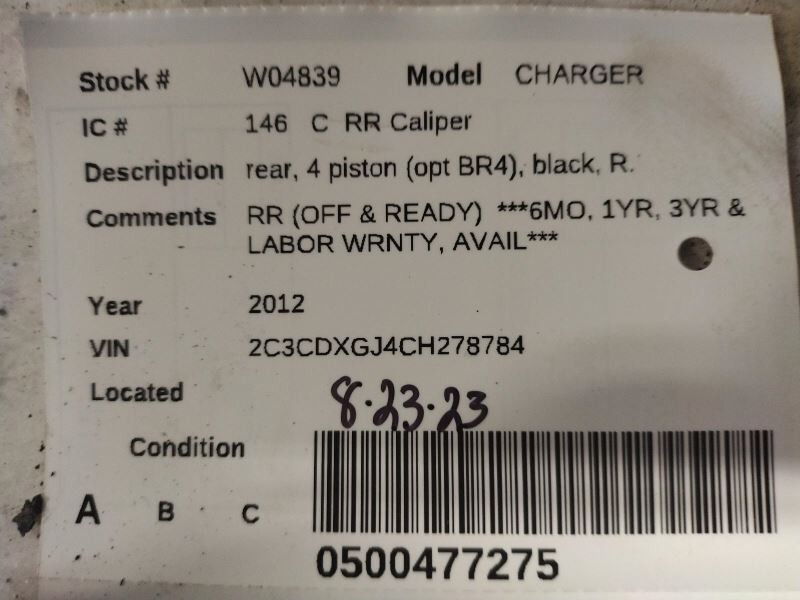 Stock # W04839 Model CHARGER
IC # 146 C RR Caliper
Description rear, 4 piston (opt BR4), black, R.
Comments RR (OFF & READY) ***6MO, 1YR, 3YR &
LABOR WRNTY, AVAIL***
Year 2012
VIN 2C3CDXGJ4CH278784
Located 8.23.23
Condition
A B C
0500477275